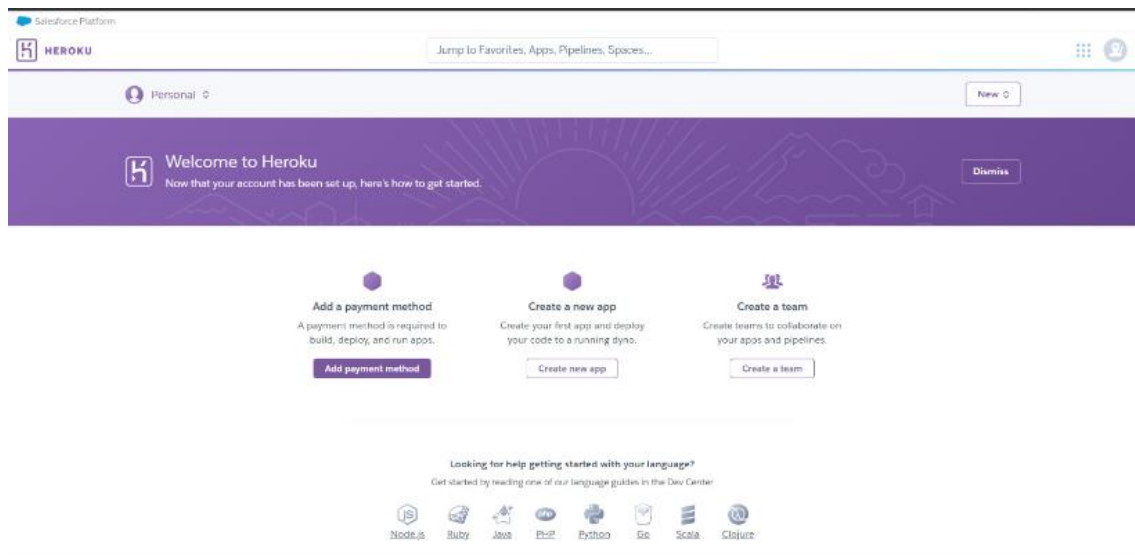 Salesforce Platform
HEROKU
Jump to Favorites, Apps, Pipelines, Spaces...
Personal
New
Welcome to Heroku
Now that your account has been set up, here's how to get started.
Dismiss
Add a payment method
A payment method is required to
build, deploy, and run apps.
Add payment method
Create a new app
Create your first app and deploy
your code to a running dyno.
Create new app
Create a team
Create teams to collaborate on
your apps and pipelines.
Create a team
Looking for help getting started with your language?
Get started by reading one of our language guides in the Dev Center
JS
php
Node.js Ruby Java PHP Python Go Scala Clojure